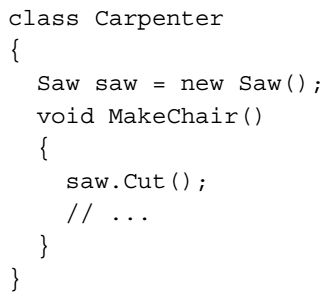 class Carpenter
{
  Saw saw = new Saw();
  void MakeChair()
  {
    saw.Cut();
    // ...
  }
}